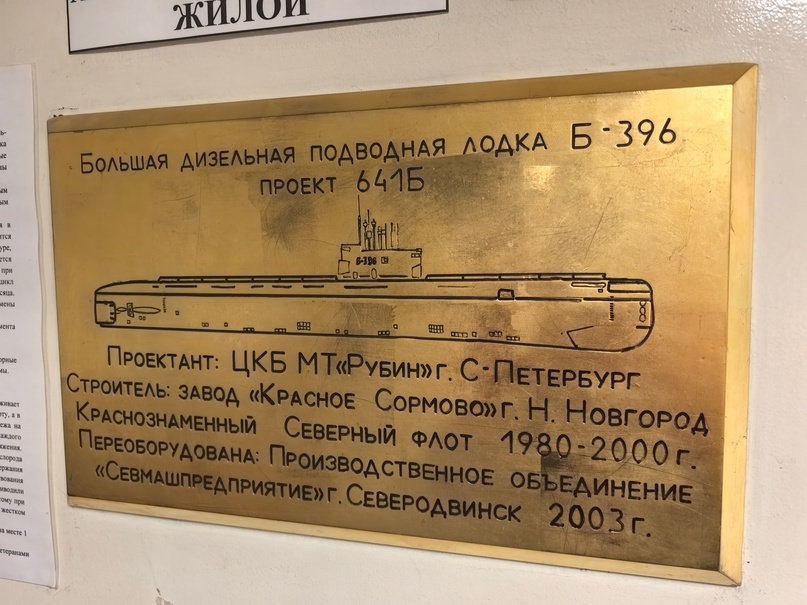 ЖИЛОЙ
БОЛЬШАЯ ДИЗЕЛЬНАЯ ПОДВОДНАЯ ЛОДКА Б-396
ПРОЕКТ 641Б
Б-396
ПРОЕКТАНТ: ЦКБ МТ«РУБИН» г. С-ПЕТЕРБУРГ
СТРОИТЕЛЬ: ЗАВОД «КРАСНОЕ СОРМОВО» г. Н. НОВГОРОД
КРАСНОЗНАМЕННЫЙ СЕВЕРНЫЙ ФЛОТ 1980-2000 г.
ПЕРЕОБОРУДОВАНА: ПРОИЗВОДСТВЕННОЕ ОБЪЕДИНЕНИЕ
«СЕВМАШПРЕДПРИЯТИЕ» г. СЕВЕРОДВИНСК 2003 г.